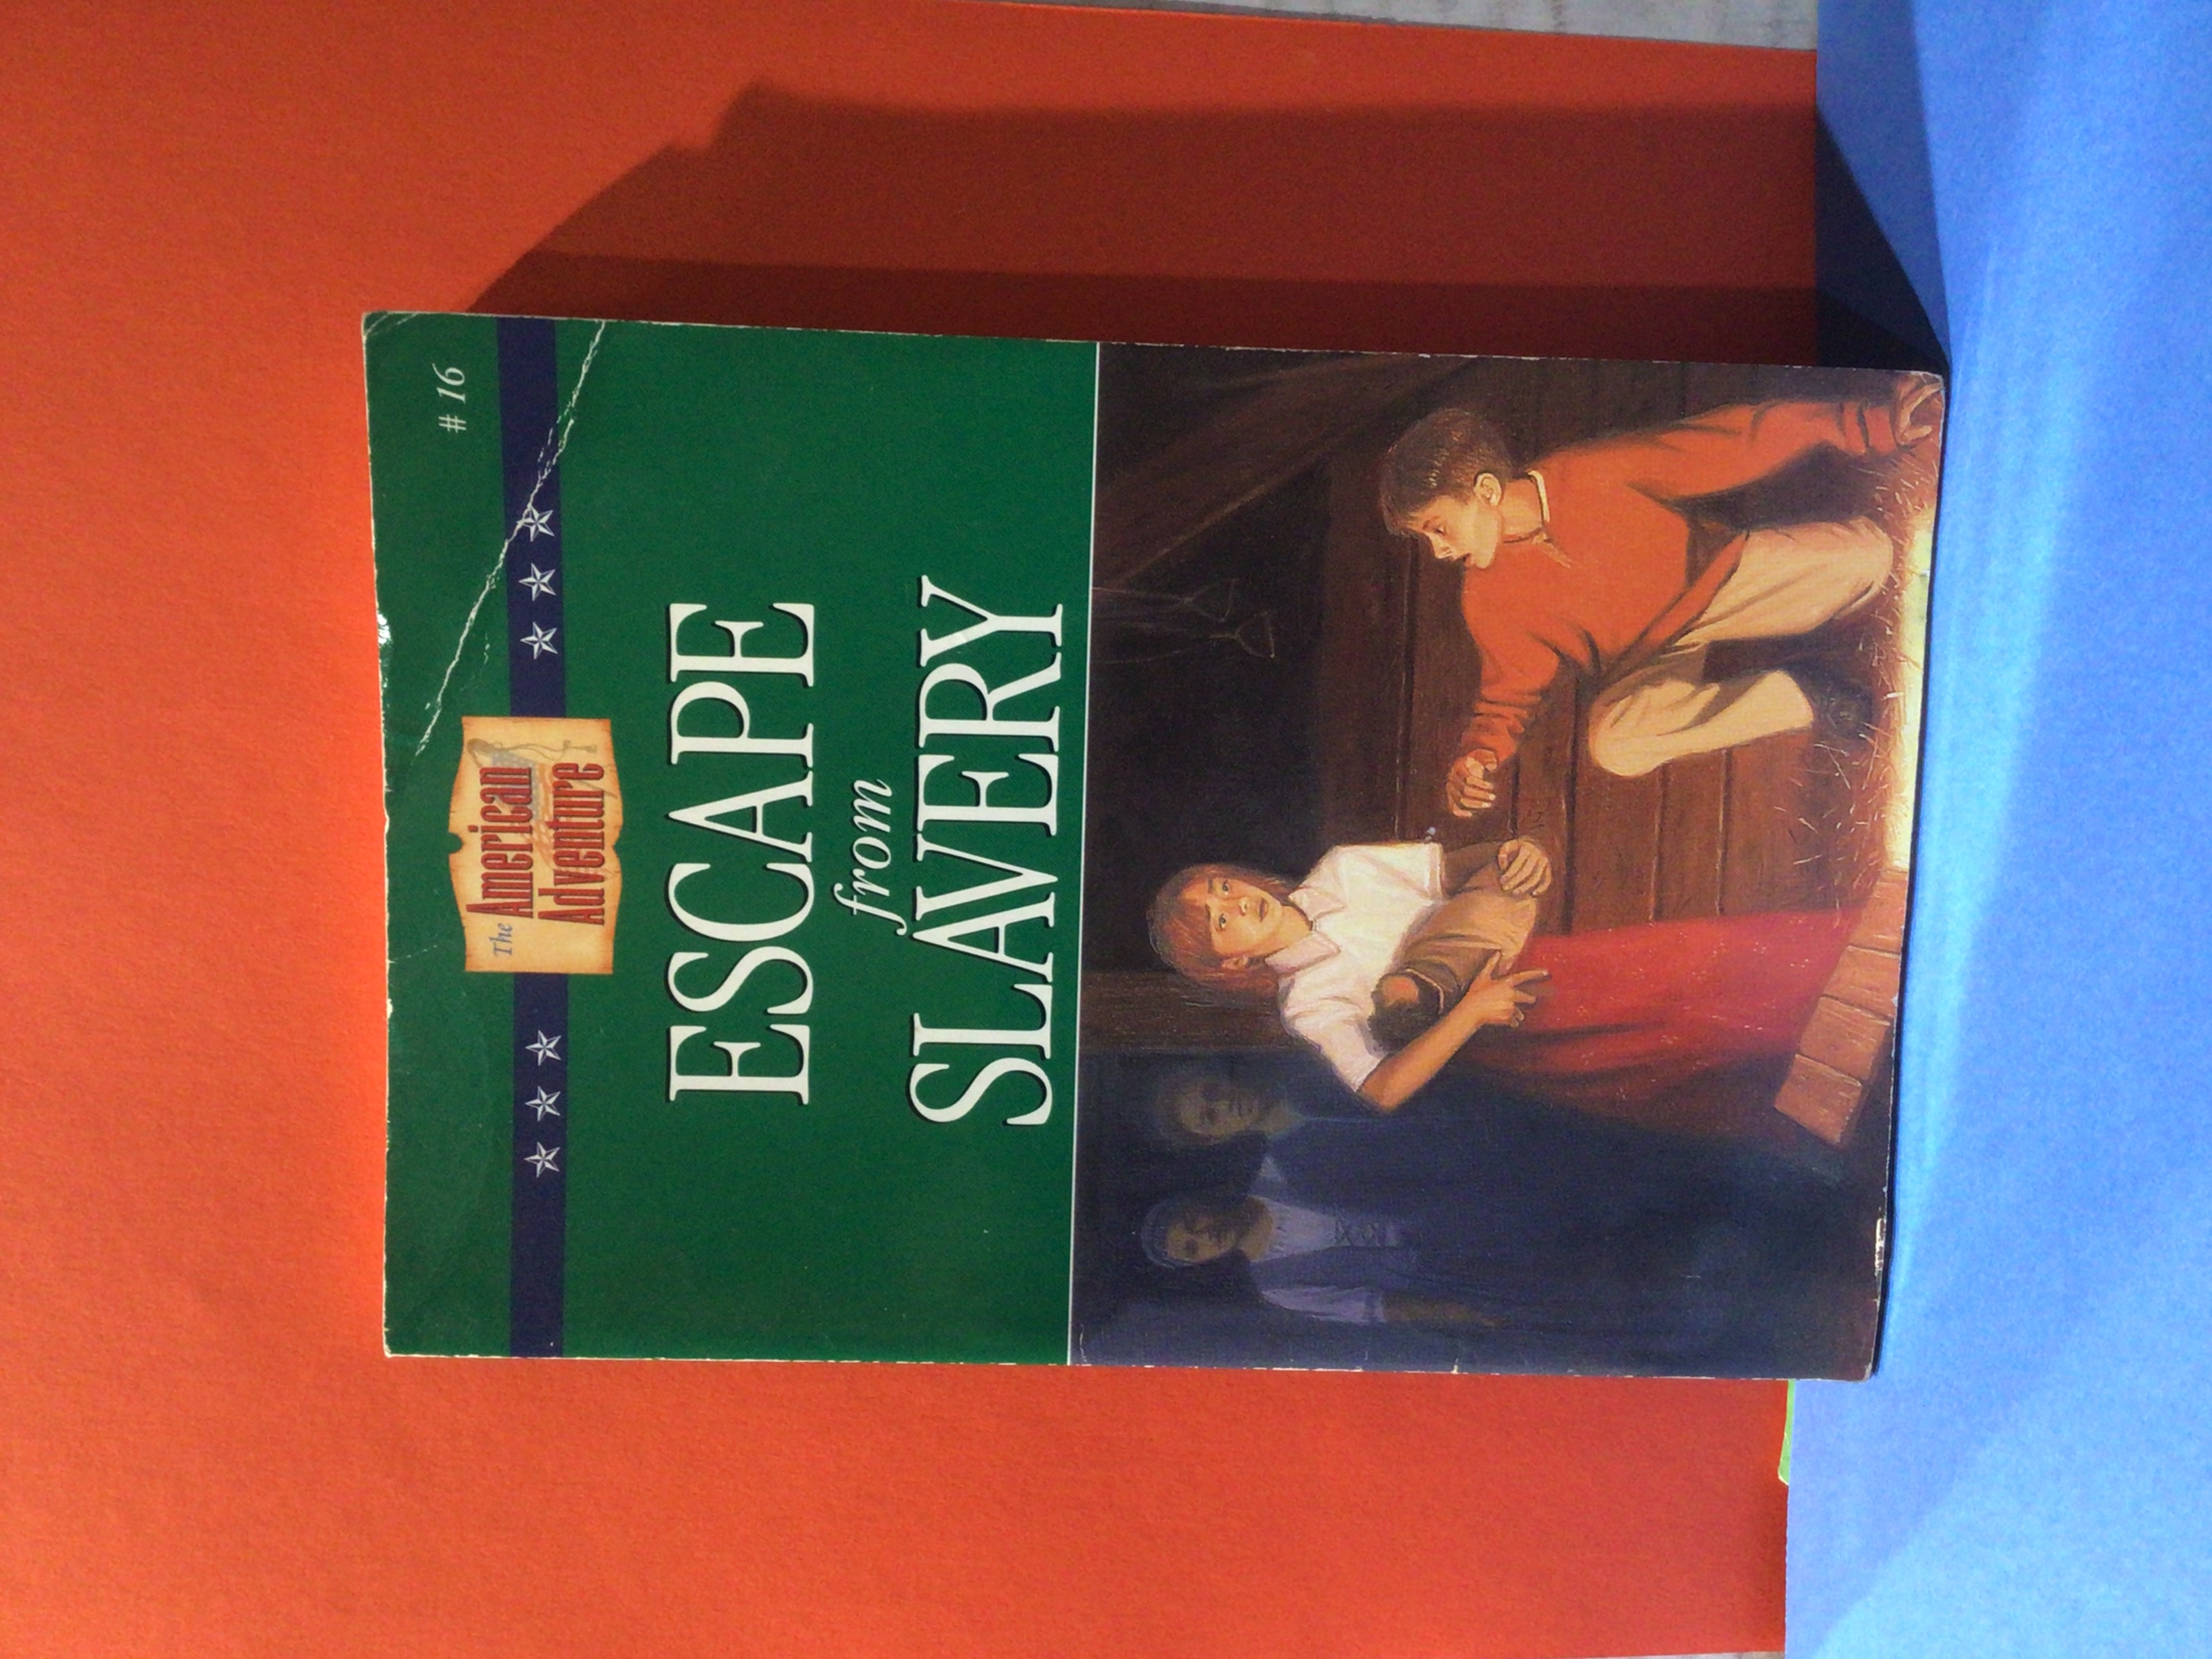 # 16
The
American
Adventure
ESCAPE
from
SLAVERY